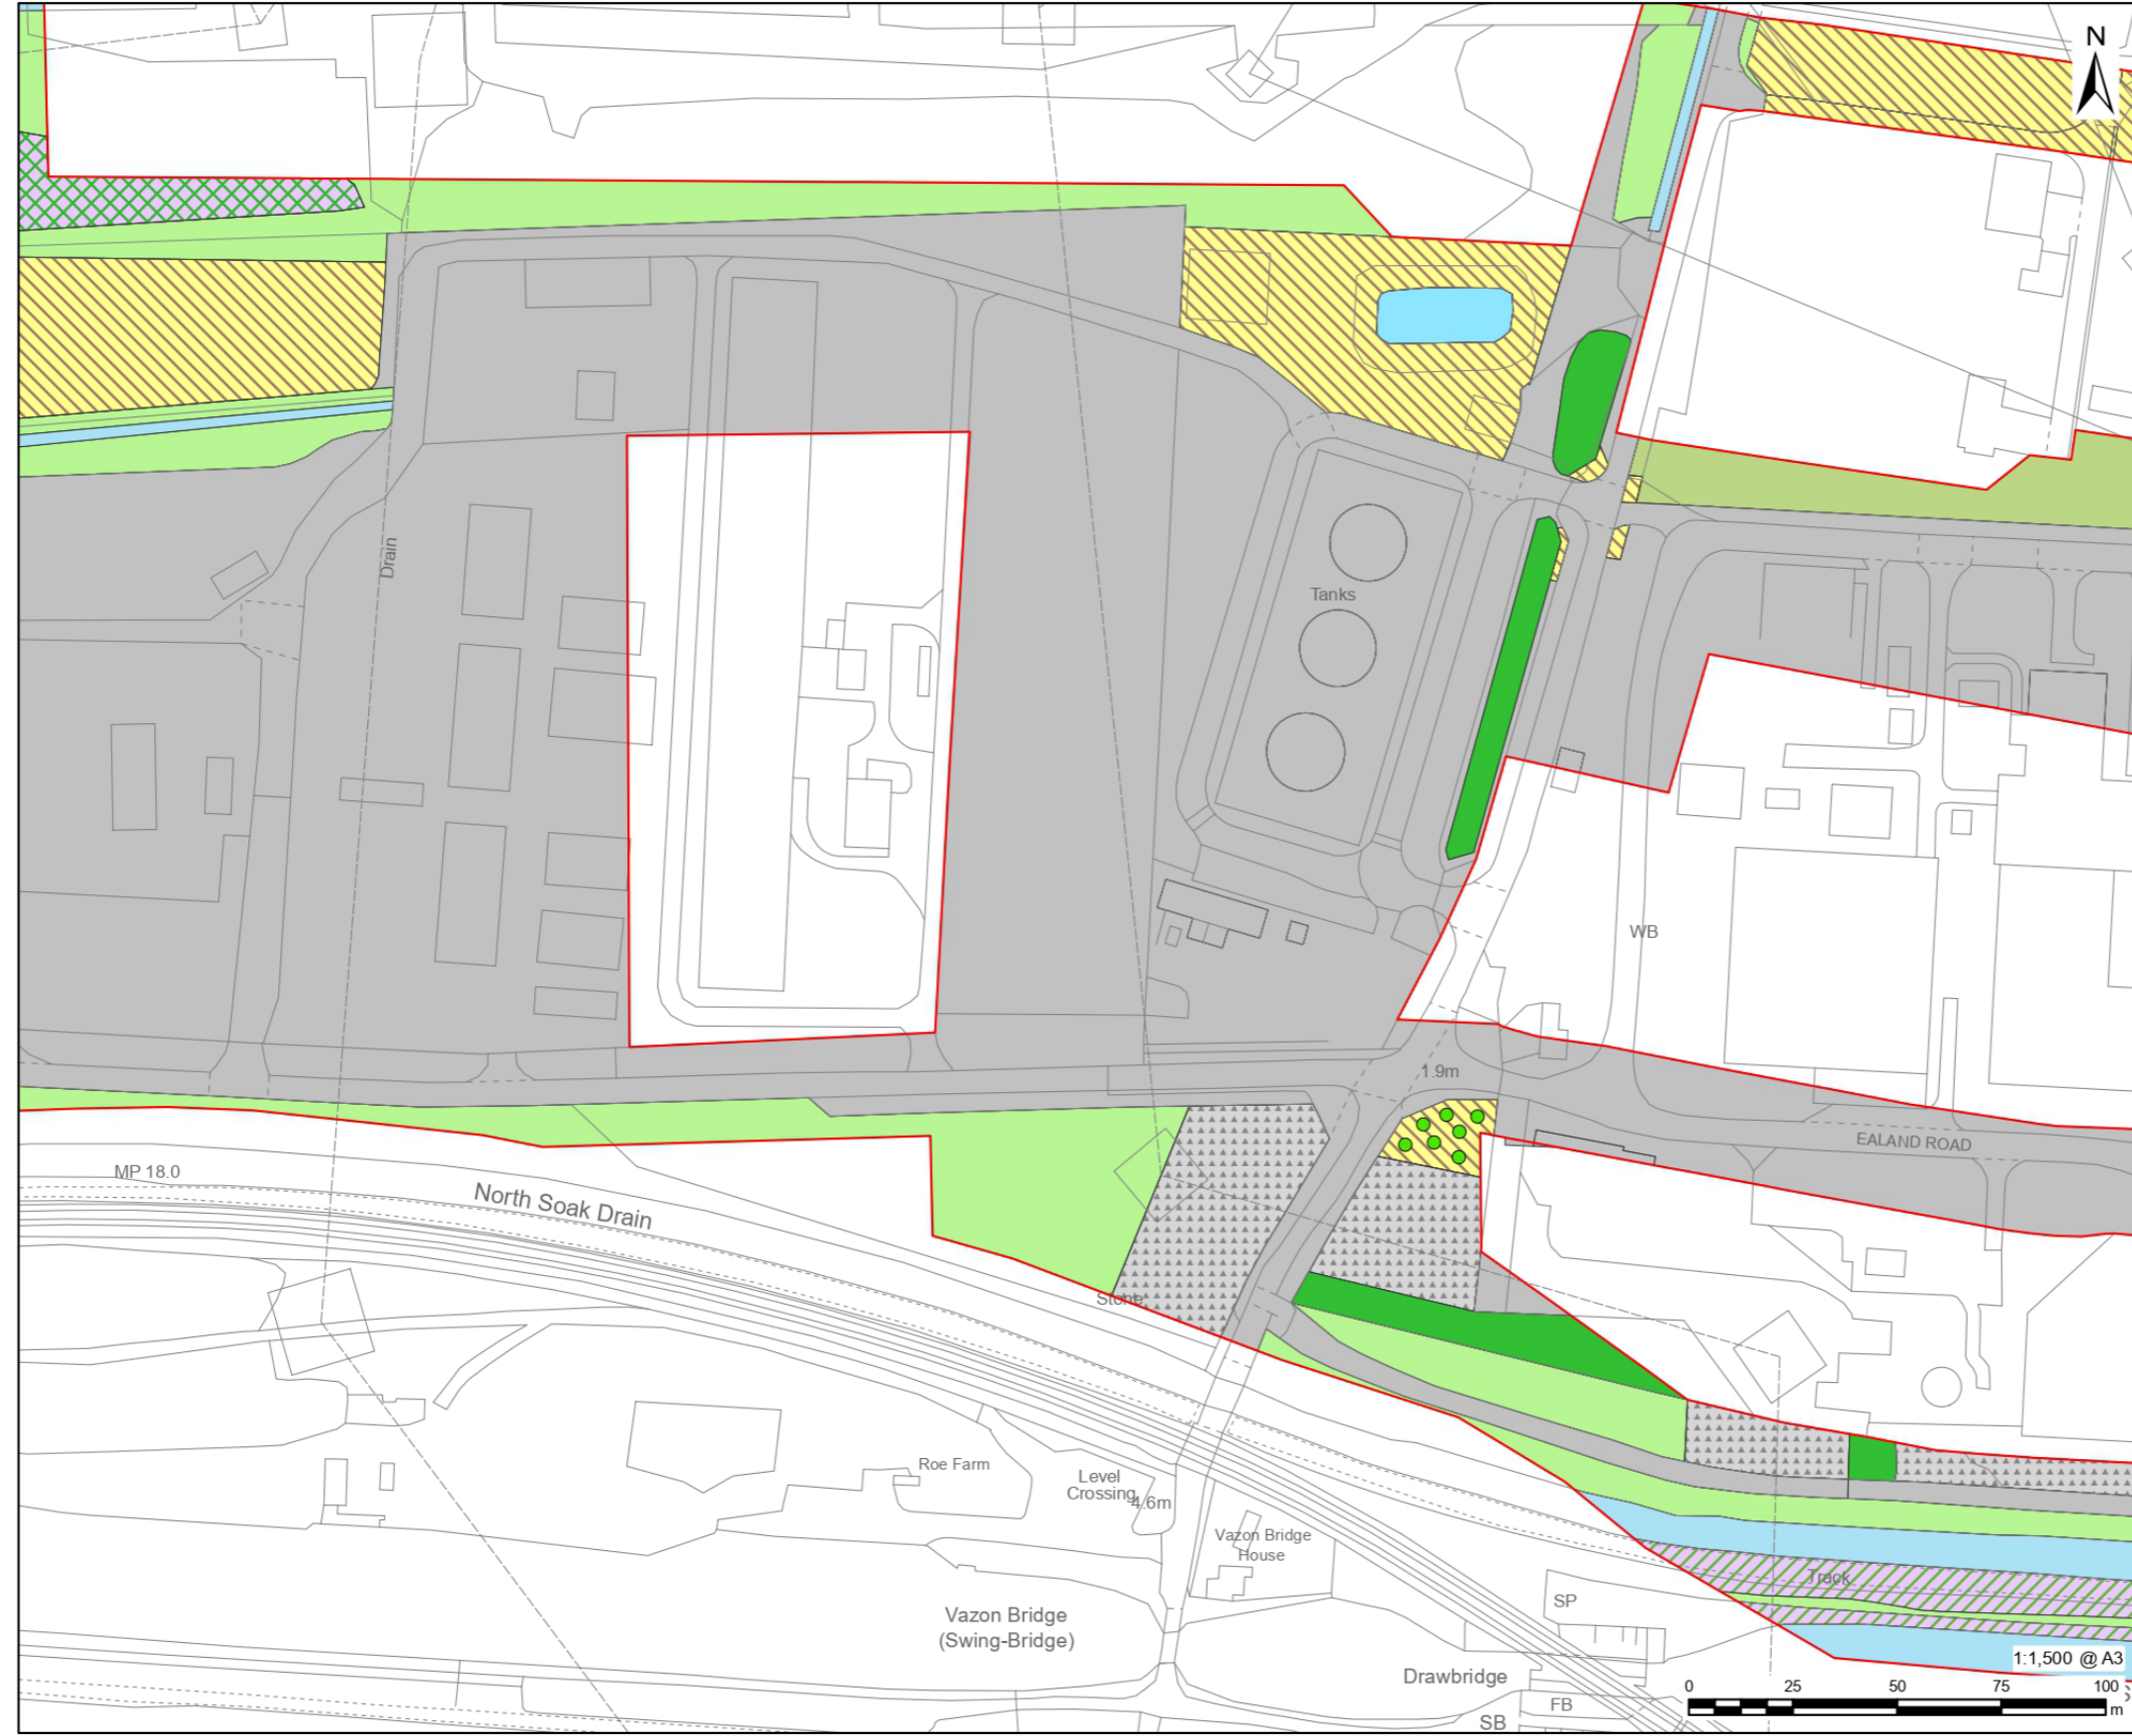 N
Drain
Tanks
WB
1.9m
EALAND ROAD
MP 18.0
North Soak Drain
Stone
Roe Farm
Level
Crossing
4.6m
Vazon Bridge
House
Track
SP
Vazon Bridge
(Swing-Bridge)
1:1,500 @ A3
Drawbridge
0 25 50 75 100
m
FB
SB